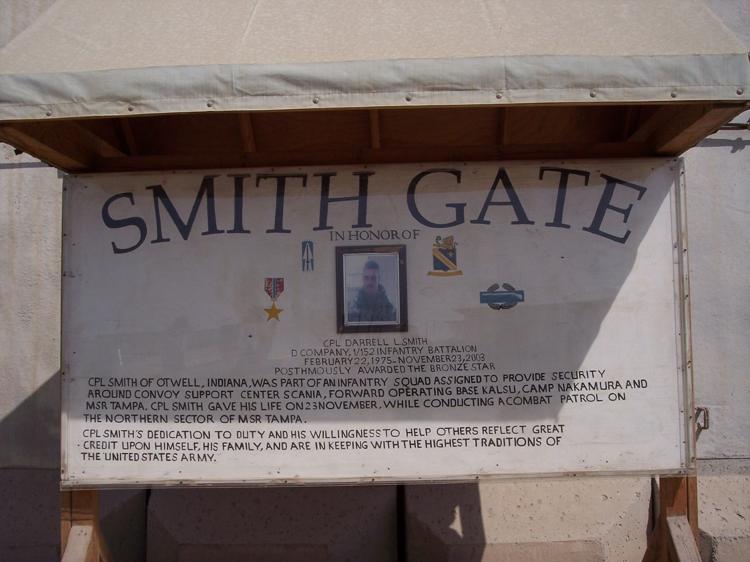 SMITH GATE
IN HONOR OF
CPL DARRELL L. SMITH
D COMPANY, 1/152 INFANTRY BATTALION
FEBRUARY 22, 1975-NOVEMBER 23, 2003
POSTHMOUSLY AWARDED THE BRONZE STAR
CPL SMITH OF OTWELL, INDIANA, WAS PART OF AN INFANTRY SQUAD ASSIGNED TO PROVIDE SECURITY
AROUND CONVOY SUPPORT CENTER SCANIA, FORWARD OPERATING BASE KALSU, CAMP NAKAMURA AND
MSR TAMPA. CPL SMITH GAVE HIS LIFE ON 23 NOVEMBER, WHILE CONDUCTING A COMBAT PATROL ON
THE NORTHERN SECTOR OF MSR TAMPA.
CPL SMITH'S DEDICATION TO DUTY AND HIS WILLINGNESS TO HELP OTHERS REFLECT GREAT
CREDIT UPON HIMSELF, HIS FAMILY, AND ARE IN KEEPING WITH THE HIGHEST TRADITIONS OF
THE UNITED STATES ARMY.